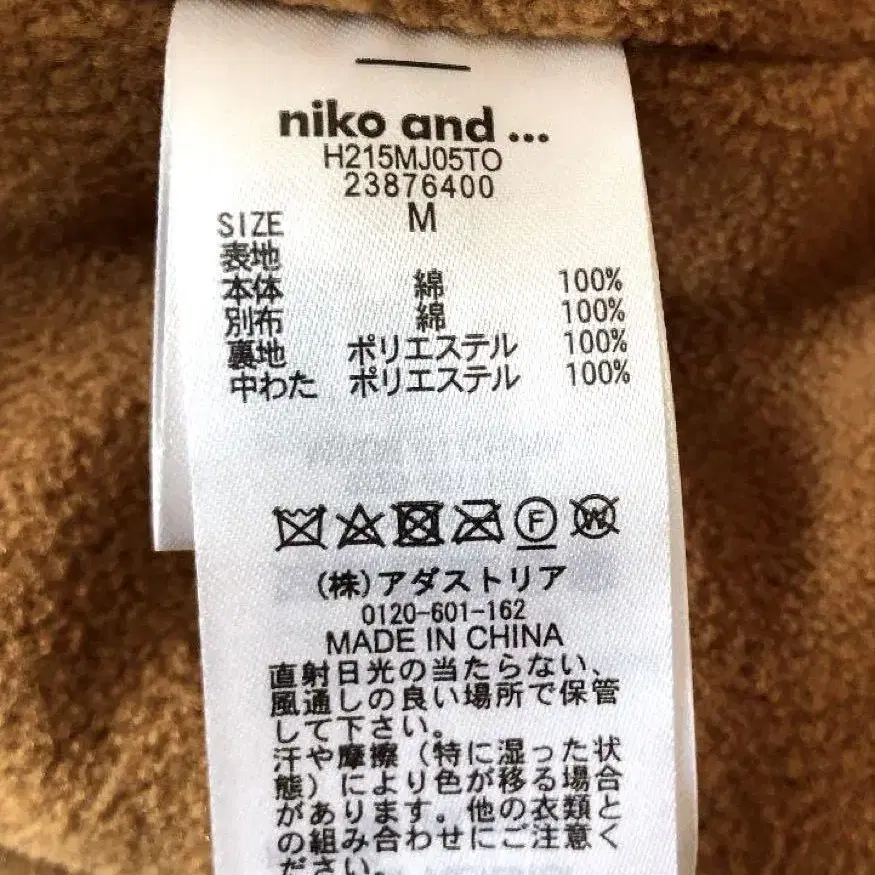 niko and ...
H215MJ05TO
23876400
SIZE M
表地
本体 綿 100%
別布 綿 100%
裏地 ポリエステル 100%
中わた ポリエステル 100%
F W
(株)アダストリア
0120-601-162
MADE IN CHINA
直射日光の当たらない、
風通しの良い場所で保管
して下さい。
汗や摩擦(特に湿った状
態)により色が移る場合
があります。他の衣類と
の組み合わせにご注意く
ださい。